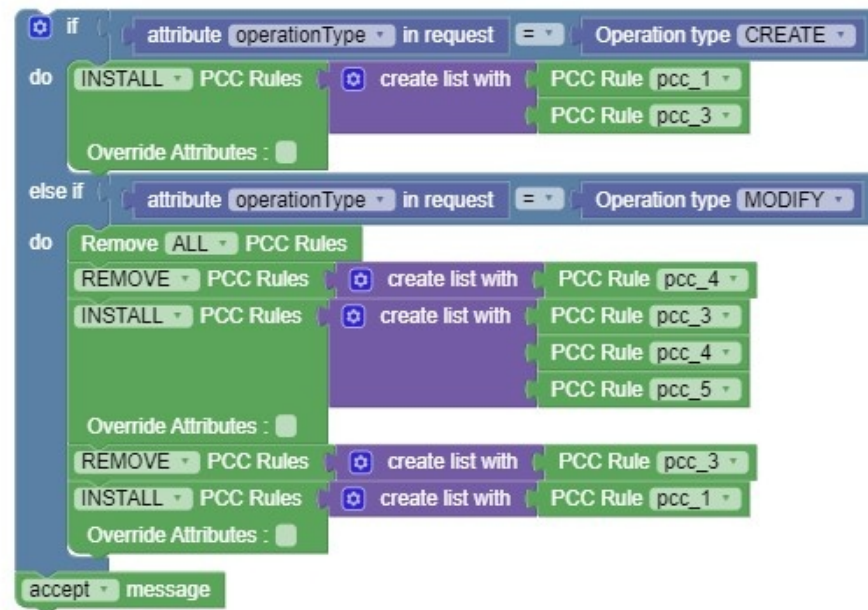 if attribute operationType in request = Operation type CREATE
do INSTALL PCC Rules create list with PCC Rule pcc_1
PCC Rule pcc_3
Override Attributes :
else if attribute operationType in request = Operation type MODIFY
do Remove ALL PCC Rules
REMOVE PCC Rules create list with PCC Rule pcc_4
INSTALL PCC Rules create list with PCC Rule pcc_3
PCC Rule pcc_4
PCC Rule pcc_5
Override Attributes :
REMOVE PCC Rules create list with PCC Rule pcc_3
INSTALL PCC Rules create list with PCC Rule pcc_1
Override Attributes :
accept message